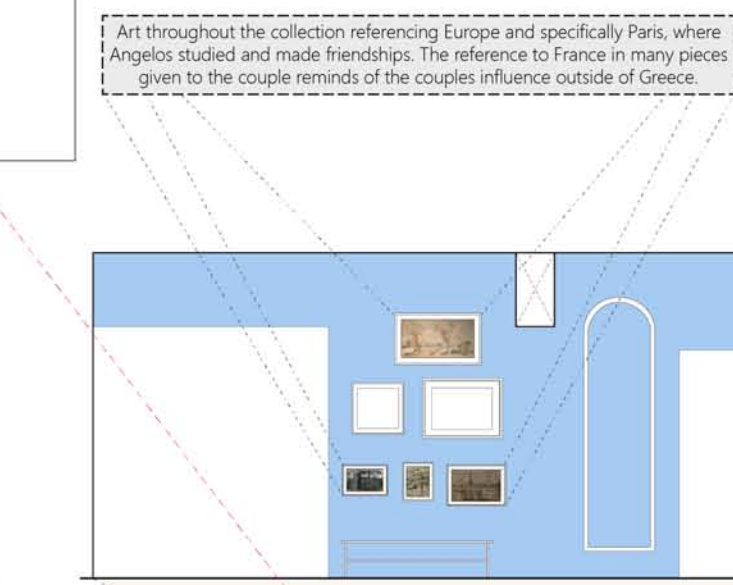 Art throughout the collection referencing Europe and specifically Paris, where
Angelos studied and made friendships. The reference to France in many pieces
given to the couple reminds of the couples influence outside of Greece.